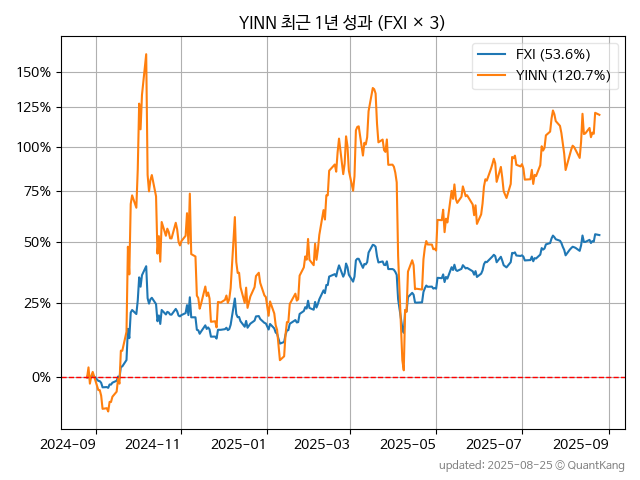 YINN 최근 1년 성과 (FXI × 3)
FXI (53.6%)
YINN (120.7%)
150%
125%
100%
75%
50%
25%
0%
2024-09 2024-11 2025-01 2025-03 2025-05 2025-07 2025-09
updated: 2025-08-25 © QuantKang